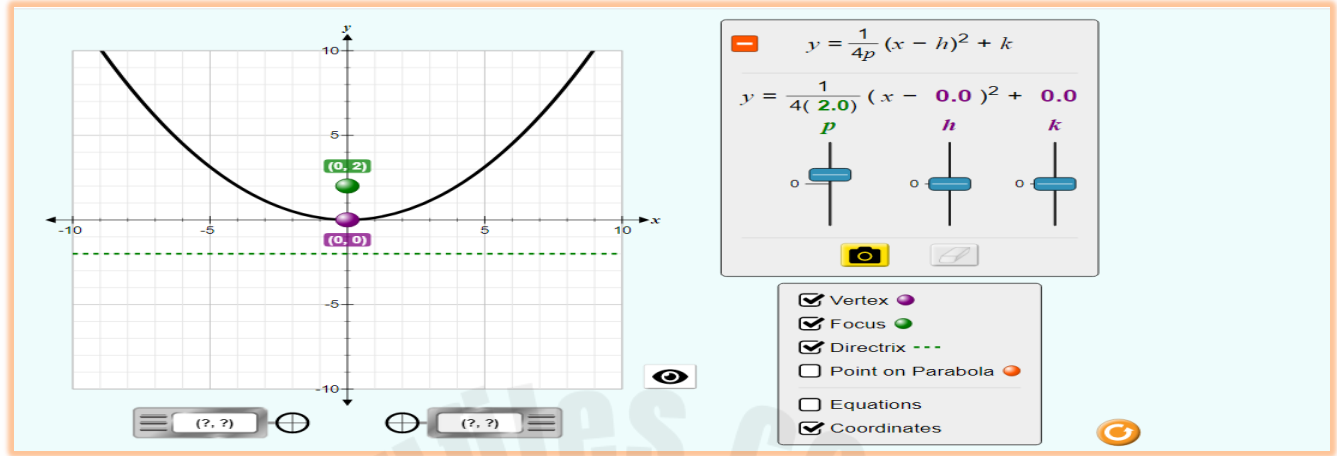 y
10
5
(0, 2)
-10
-5
5
10
x
(0, 0)
-5
-10
(?, ?)
(?, ?)
y = 1/4p (x − h)² + k
y = 1/4( 2.0) ( x − 0.0 )² + 0.0
p h k
0 0 0
Vertex
Focus
Directrix
Point on Parabola
Equations
Coordinates